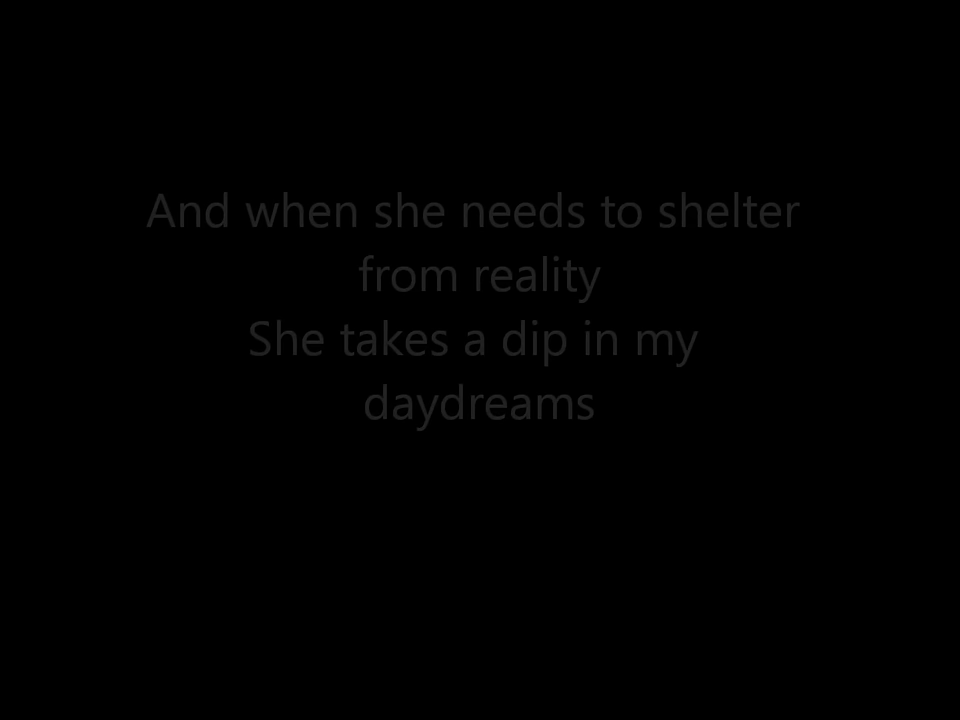 And when she needs to shelter
from reality
She takes a dip in my
daydreams